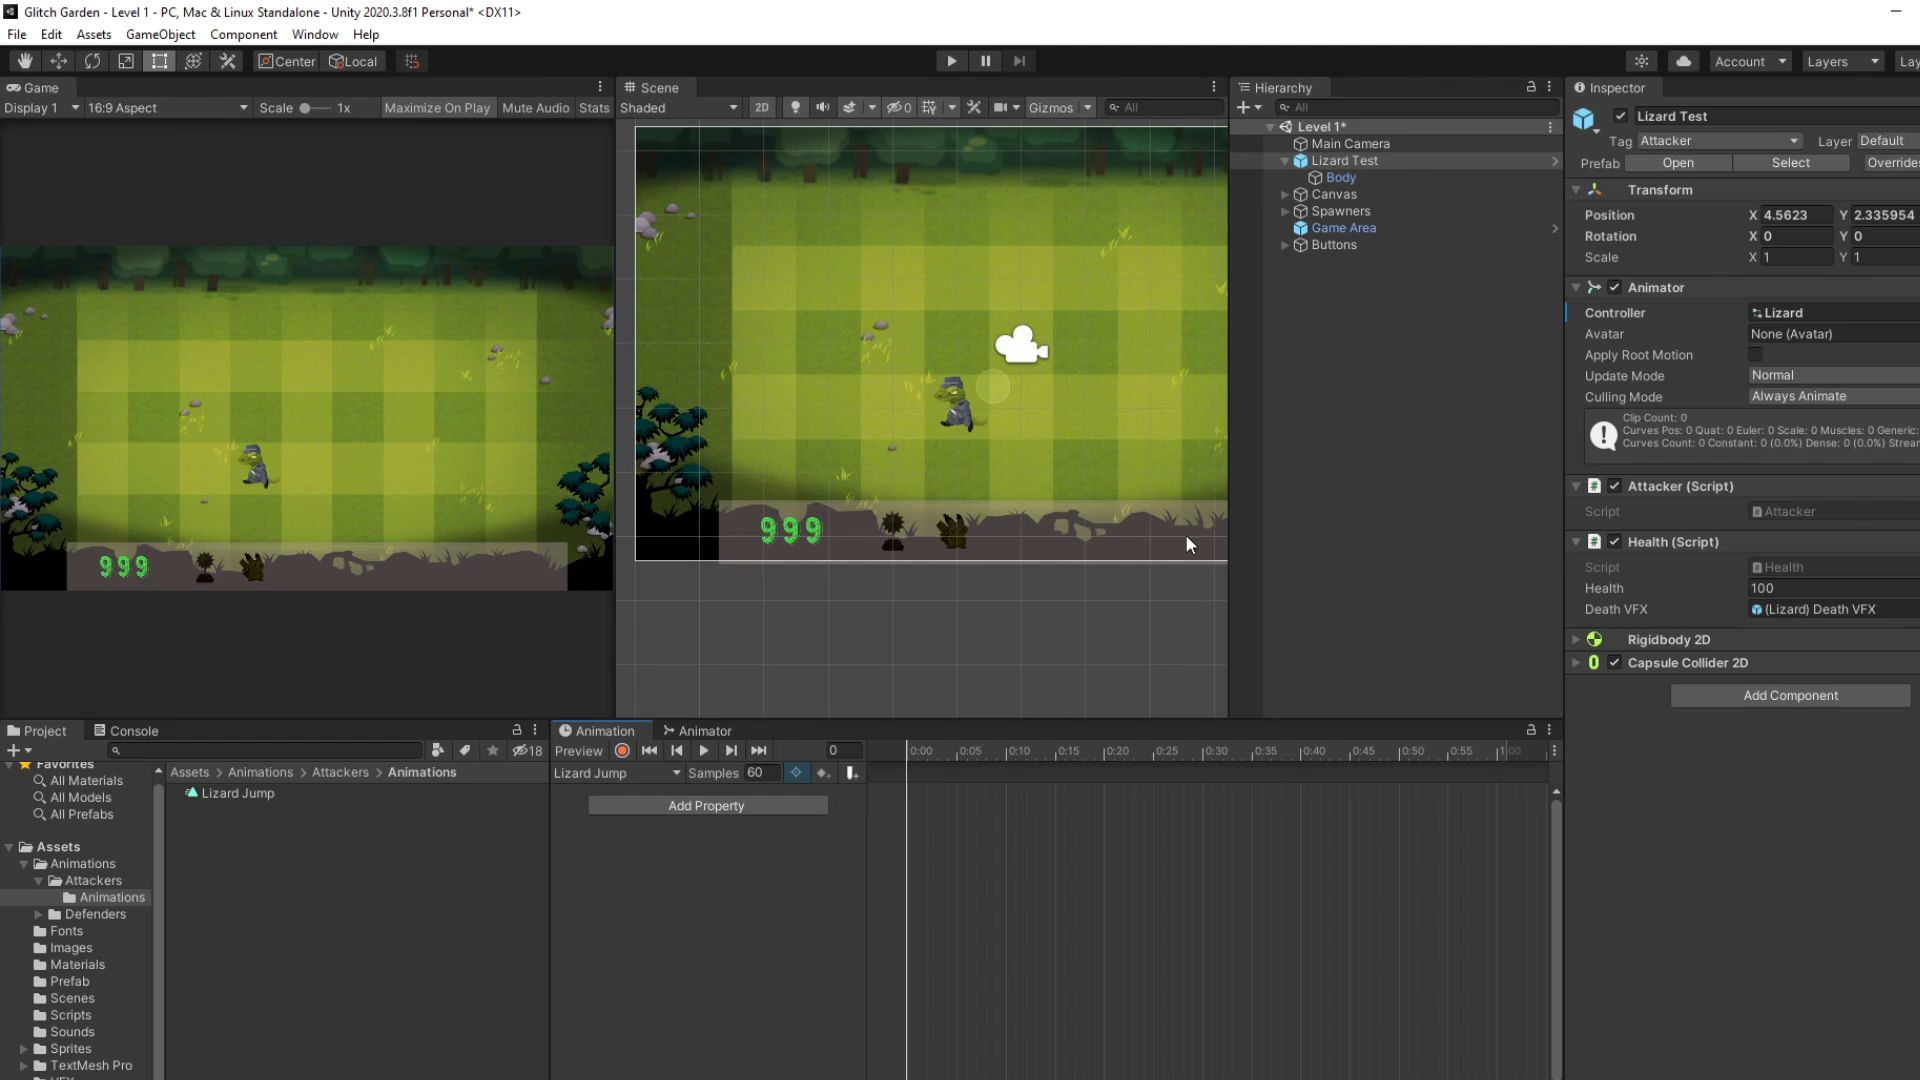 Glitch Garden - Level 1 - PC, Mac & Linux Standalone - Unity 2020.3.8f1 Personal* <DX11>
File Edit Assets GameObject Component Window Help
Center Local
Account Layers Lay
Game
Display 1 16:9 Aspect Scale 1x Maximize On Play Mute Audio Stats
999
Scene
Shaded 2D 0 Gizmos All
999
Hierarchy
All
Level 1*
Main Camera
Lizard Test
Body
Canvas
Spawners
Game Area
Buttons
Inspector
Lizard Test
Tag Attacker Layer Default
Prefab Open Select Overrides
Transform
Position X 4.5623 Y 2.335954
Rotation X 0 Y 0
Scale X 1 Y 1
Animator
Controller Lizard
Avatar None (Avatar)
Apply Root Motion
Update Mode Normal
Culling Mode Always Animate
Clip Count: 0
Curves Pos: 0 Quat: 0 Euler: 0 Scale: 0 Muscles: 0 Generic:
Curves Count: 0 Constant: 0 (0.0%) Dense: 0 (0.0%) Strear
Attacker (Script)
Script Attacker
Health (Script)
Script Health
Health 100
Death VFX (Lizard) Death VFX
Rigidbody 2D
Capsule Collider 2D
Add Component
Project Console
18
Favorites
All Materials
All Models
All Prefabs
Assets
Animations
Attackers
Animations
Defenders
Fonts
Images
Materials
Prefab
Scenes
Scripts
Sounds
Sprites
TextMesh Pro
VFX
Assets > Animations > Attackers > Animations
Lizard Jump
Animation Animator
Preview 0
Lizard Jump Samples 60
Add Property
0:00 0:05 0:10 0:15 0:20 0:25 0:30 0:35 0:40 0:45 0:50 0:55 1:00